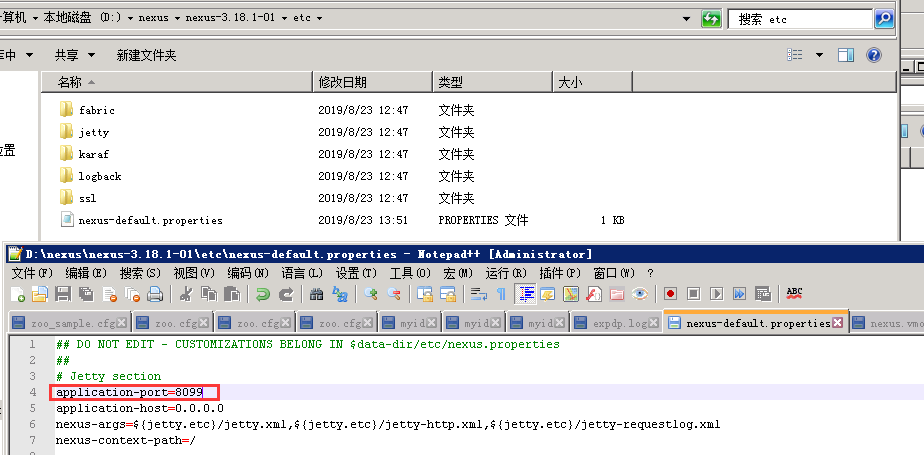 计算机 ▸ 本地磁盘 (D:) ▸ nexus ▸ nexus-3.18.1-01 ▸ etc ▸
搜索 etc
库中 ▼ 共享 ▼ 新建文件夹
名称 修改日期 类型 大小
fabric 2019/8/23 12:47 文件夹
jetty 2019/8/23 12:47 文件夹
位置
karaf 2019/8/23 12:47 文件夹
logback 2019/8/23 12:47 文件夹
ssl 2019/8/23 12:47 文件夹
nexus-default.properties 2019/8/23 13:51 PROPERTIES 文件 1 KB
D:\nexus\nexus-3.18.1-01\etc\nexus-default.properties - Notepad++ [Administrator]
文件(F) 编辑(E) 搜索(S) 视图(V) 编码(N) 语言(L) 设置(T) 工具(O) 宏(M) 运行(R) 插件(P) 窗口(W) ?
ABC
zoo_sample.cfg zoo.cfg zoo.cfg zoo.cfg myid myid myid expdp.log nexus-default.properties nexus.vmo
1 ## DO NOT EDIT - CUSTOMIZATIONS BELONG IN $data-dir/etc/nexus.properties
2 ##
3 # Jetty section
4 application-port=8099
5 application-host=0.0.0.0
6 nexus-args=${jetty.etc}/jetty.xml,${jetty.etc}/jetty-http.xml,${jetty.etc}/jetty-requestlog.xml
7 nexus-context-path=/